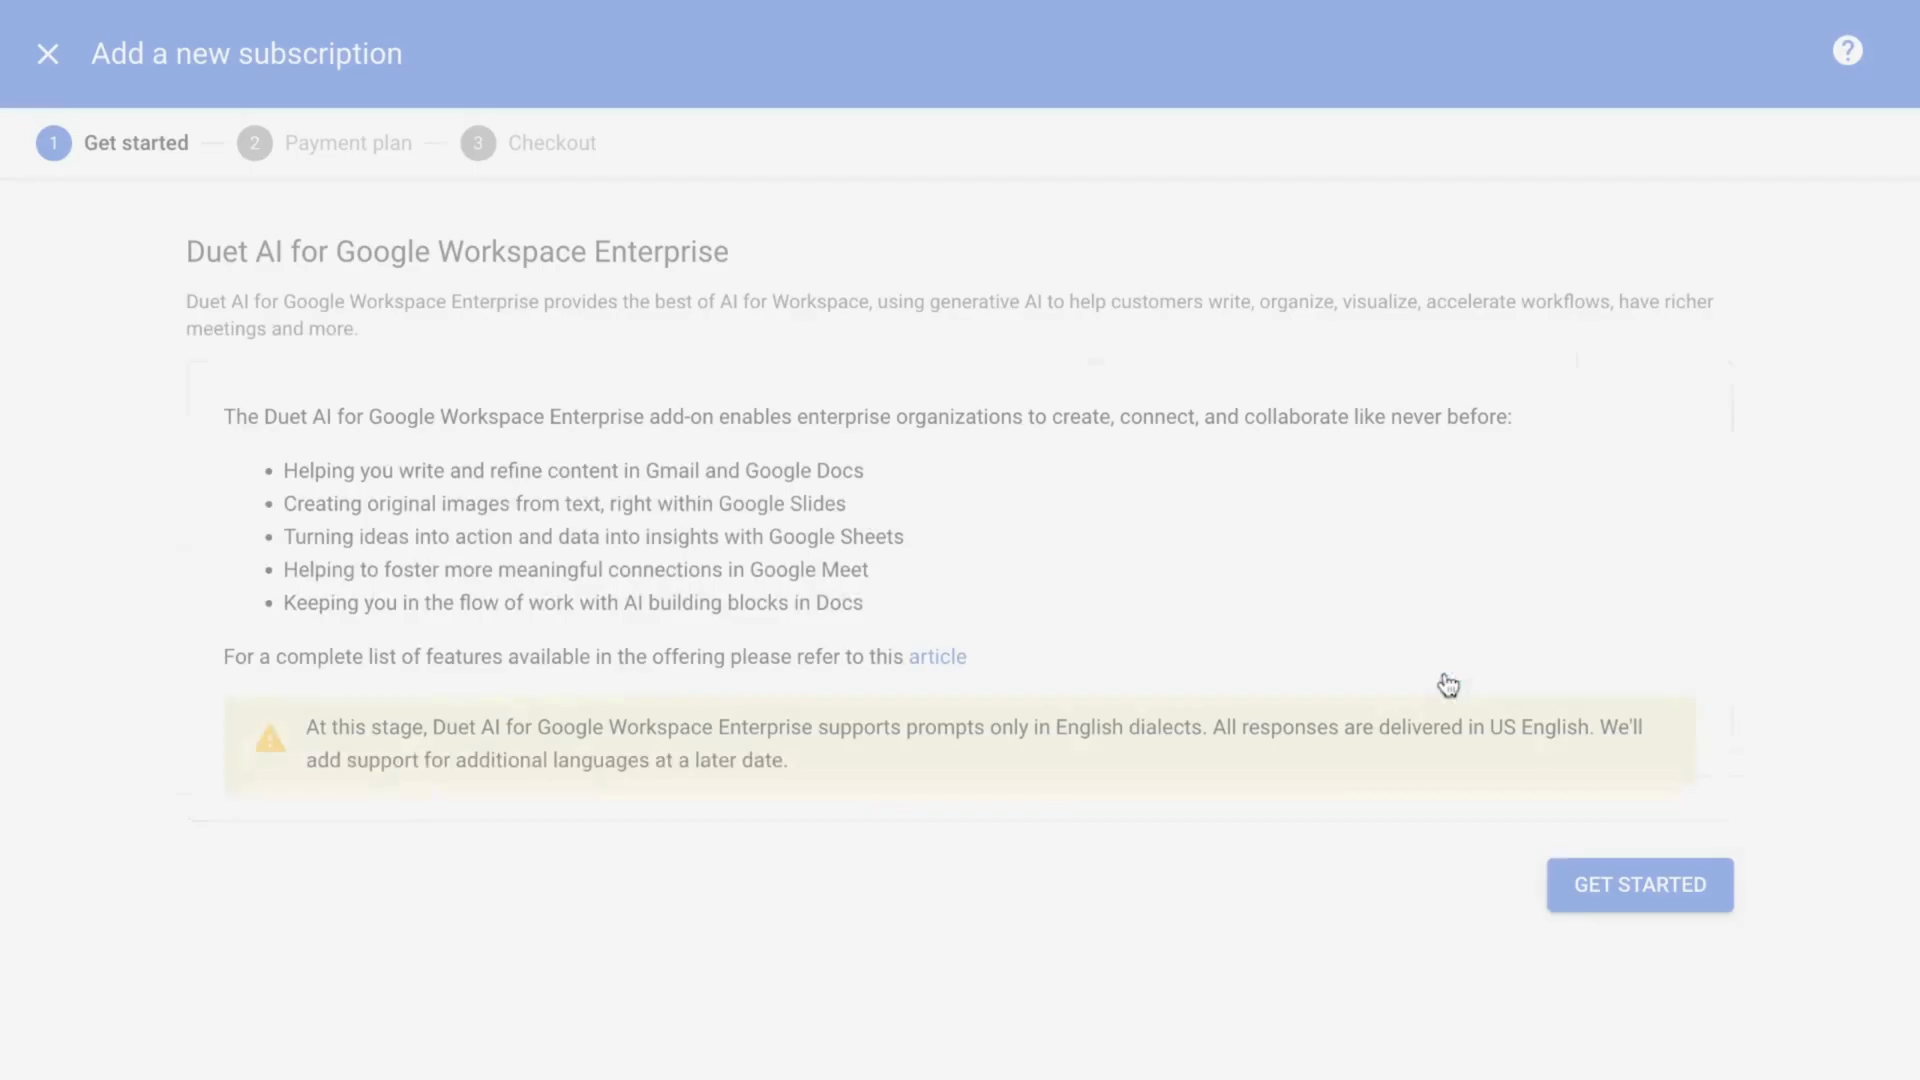 Add a new subscription
?
1 Get started 2 Payment plan 3 Checkout
Duet AI for Google Workspace Enterprise
Duet AI for Google Workspace Enterprise provides the best of AI for Workspace, using generative AI to help customers write, organize, visualize, accelerate workflows, have richer
meetings and more.
The Duet AI for Google Workspace Enterprise add-on enables enterprise organizations to create, connect, and collaborate like never before:
• Helping you write and refine content in Gmail and Google Docs
• Creating original images from text, right within Google Slides
• Turning ideas into action and data into insights with Google Sheets
• Helping to foster more meaningful connections in Google Meet
• Keeping you in the flow of work with AI building blocks in Docs
For a complete list of features available in the offering please refer to this article
At this stage, Duet AI for Google Workspace Enterprise supports prompts only in English dialects. All responses are delivered in US English. We'll
add support for additional languages at a later date.
GET STARTED